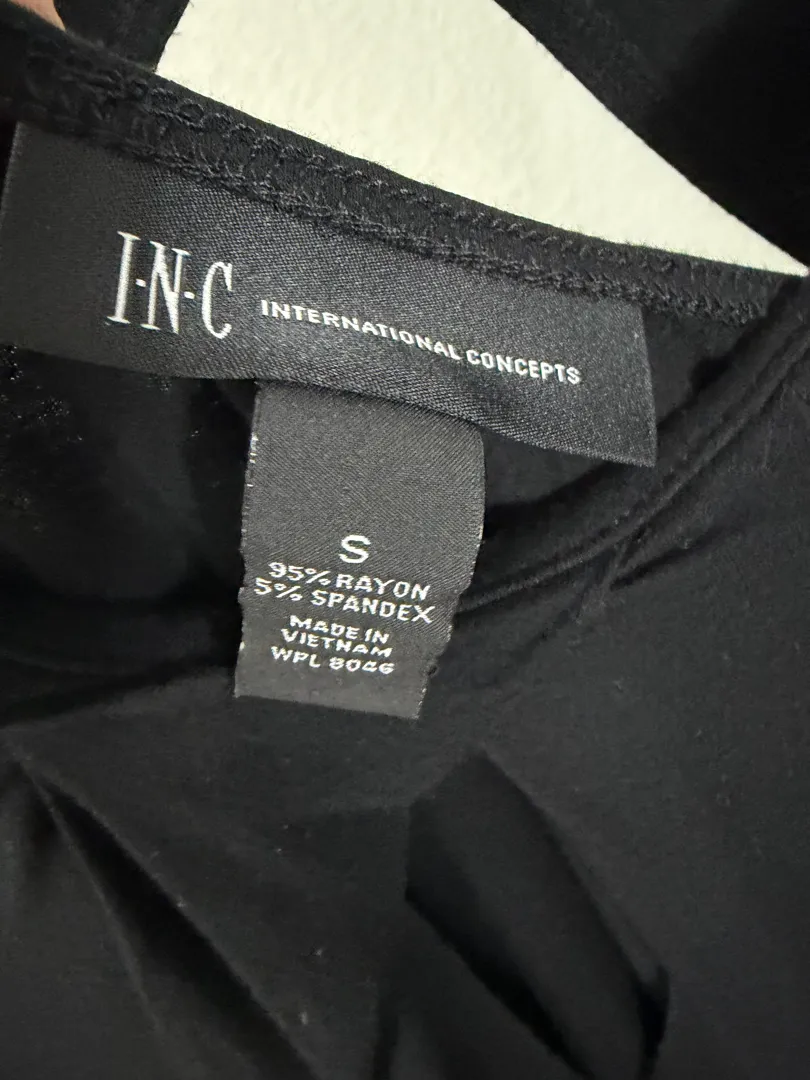 I·N·C INTERNATIONAL CONCEPTS
S
95% RAYON
5% SPANDEX
MADE IN
VIETNAM
WPL 8046